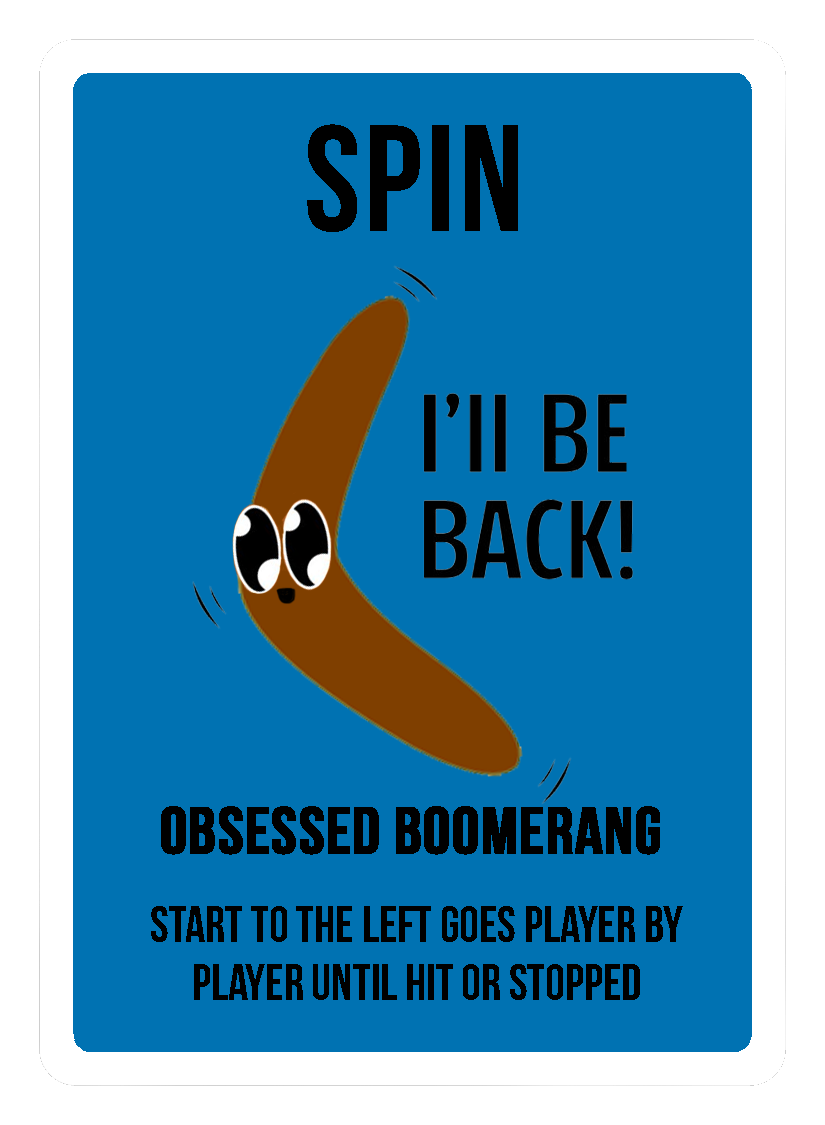 SPIN
I'll BE
BACK!
OBSESSED BOOMERANG
START TO THE LEFT GOES PLAYER BY
PLAYER UNTIL HIT OR STOPPED